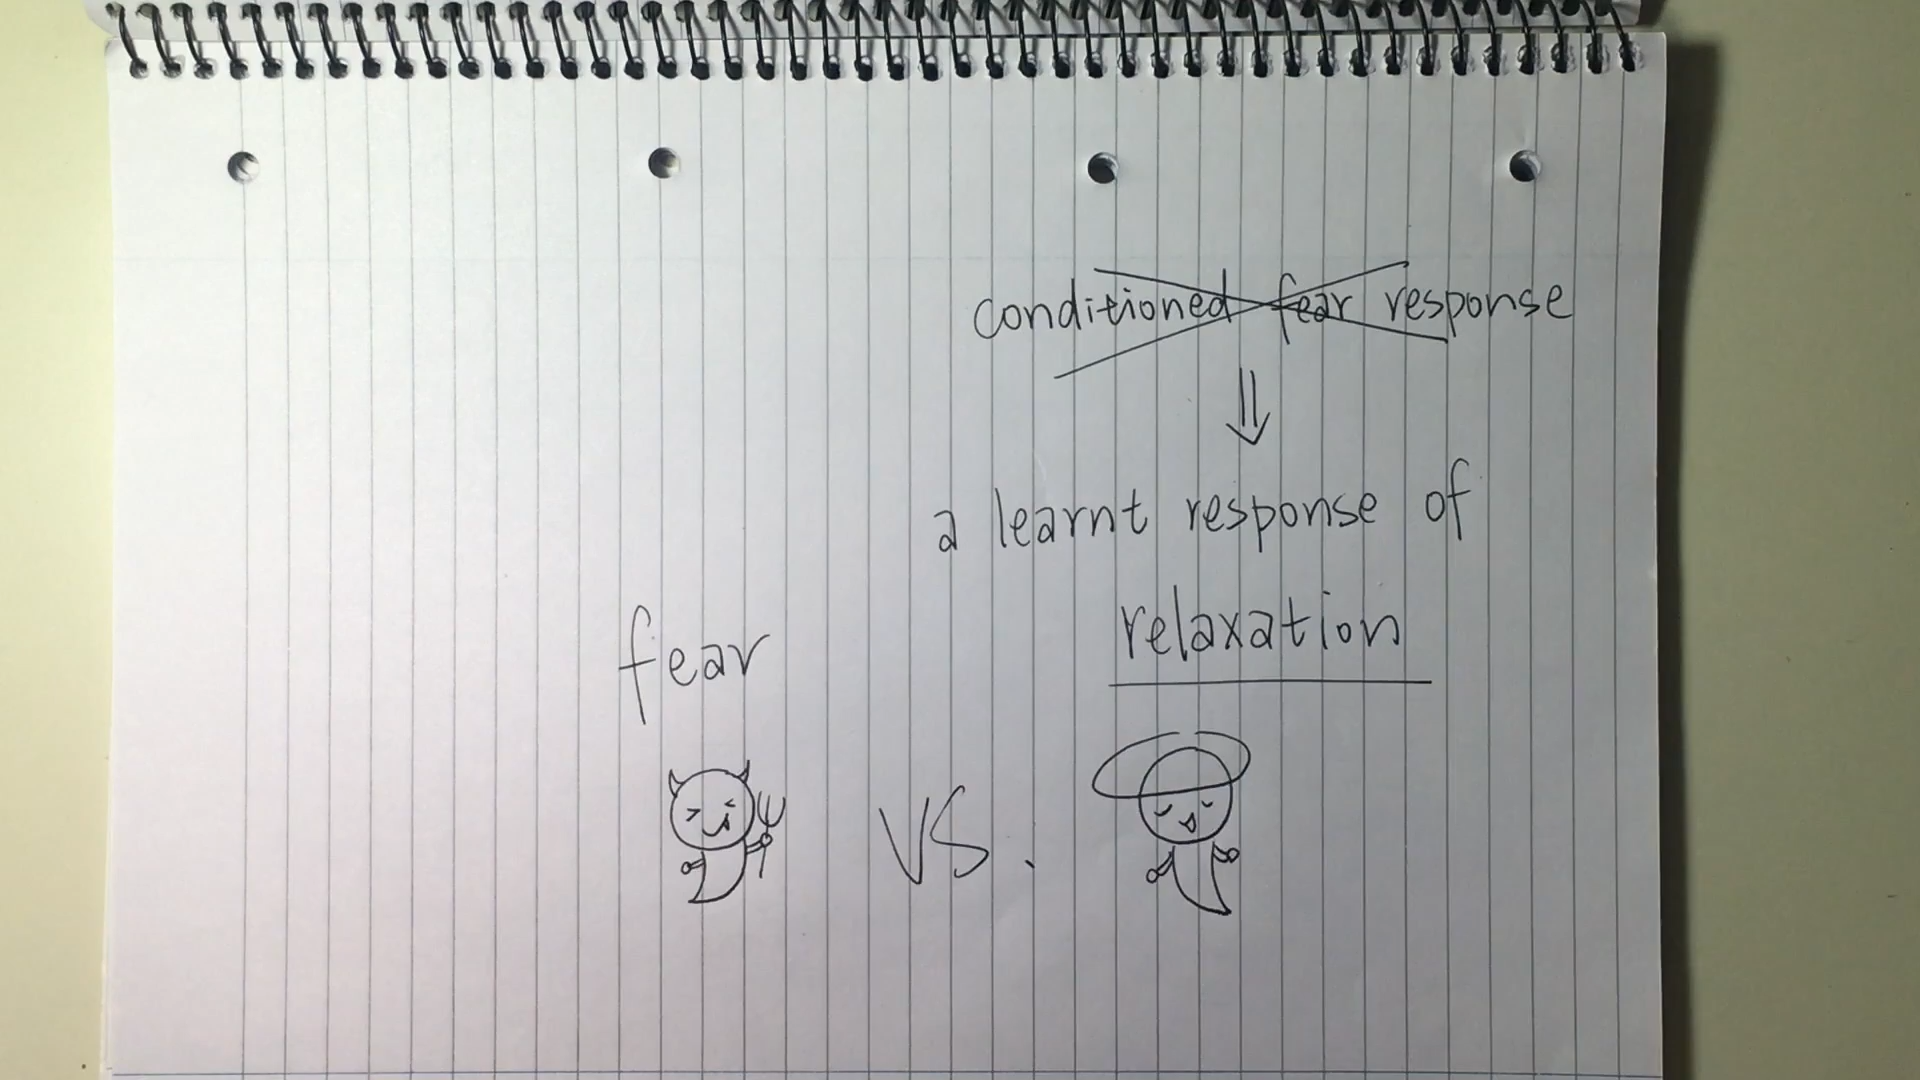 conditioned fear response
a learnt response of
relaxation
fear
vs.